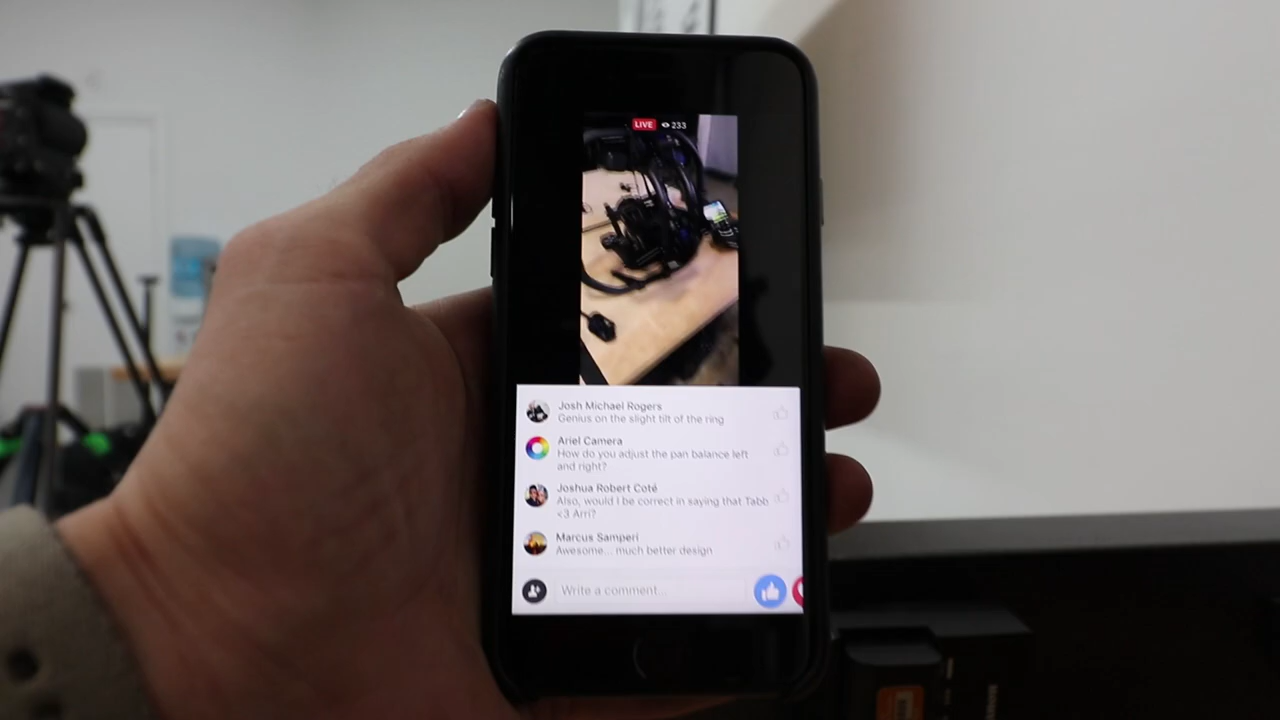 LIVE 233
Josh Michael Rogers
Genius on the slight tilt of the ring
Ariel Camera
How do you adjust the pan balance left
and right?
Joshua Robert Coté
Also, would I be correct in saying that Tabb
<3 Arri?
Marcus Samperi
Awesome... much better design
Write a comment...